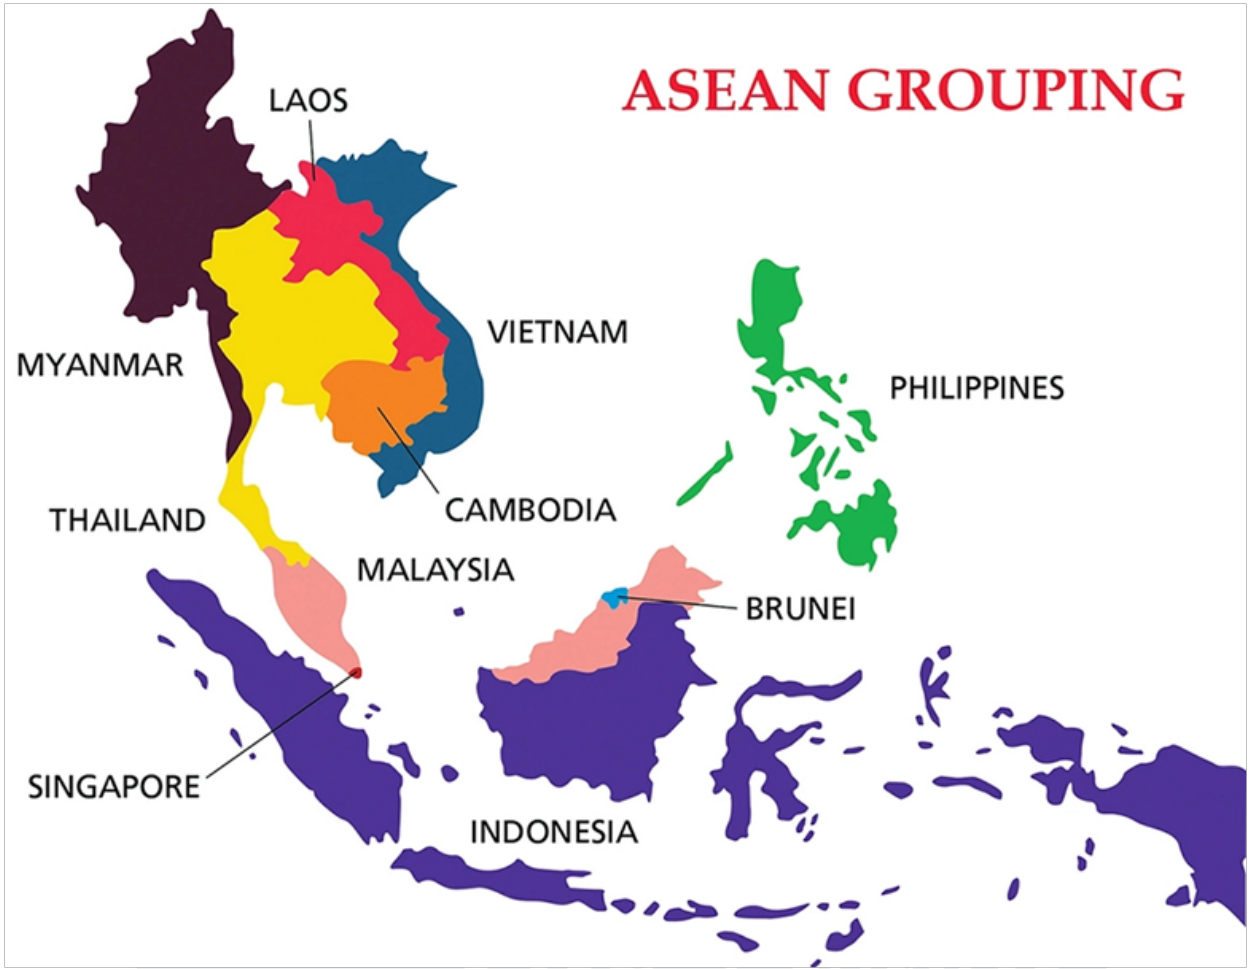 ASEAN GROUPING
LAOS
VIETNAM
MYANMAR
PHILIPPINES
CAMBODIA
THAILAND
MALAYSIA
BRUNEI
SINGAPORE
INDONESIA